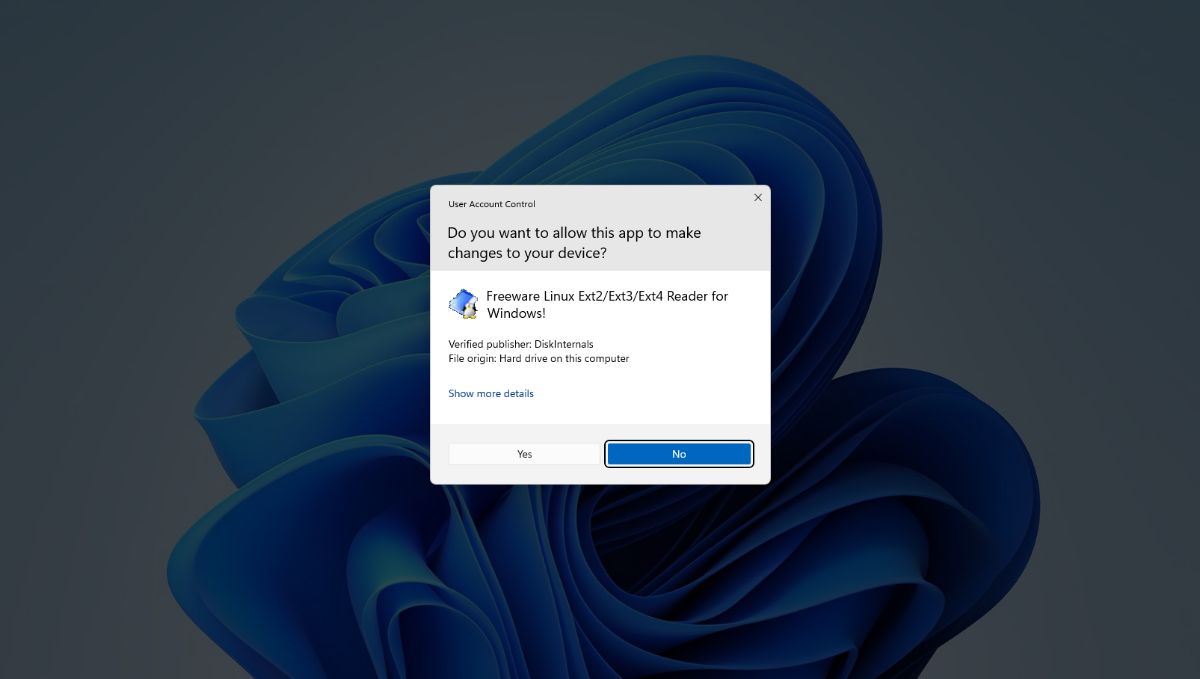 User Account Control
Do you want to allow this app to make
changes to your device?
Freeware Linux Ext2/Ext3/Ext4 Reader for
Windows!
Verified publisher: DiskInternals
File origin: Hard drive on this computer
Show more details
Yes
No